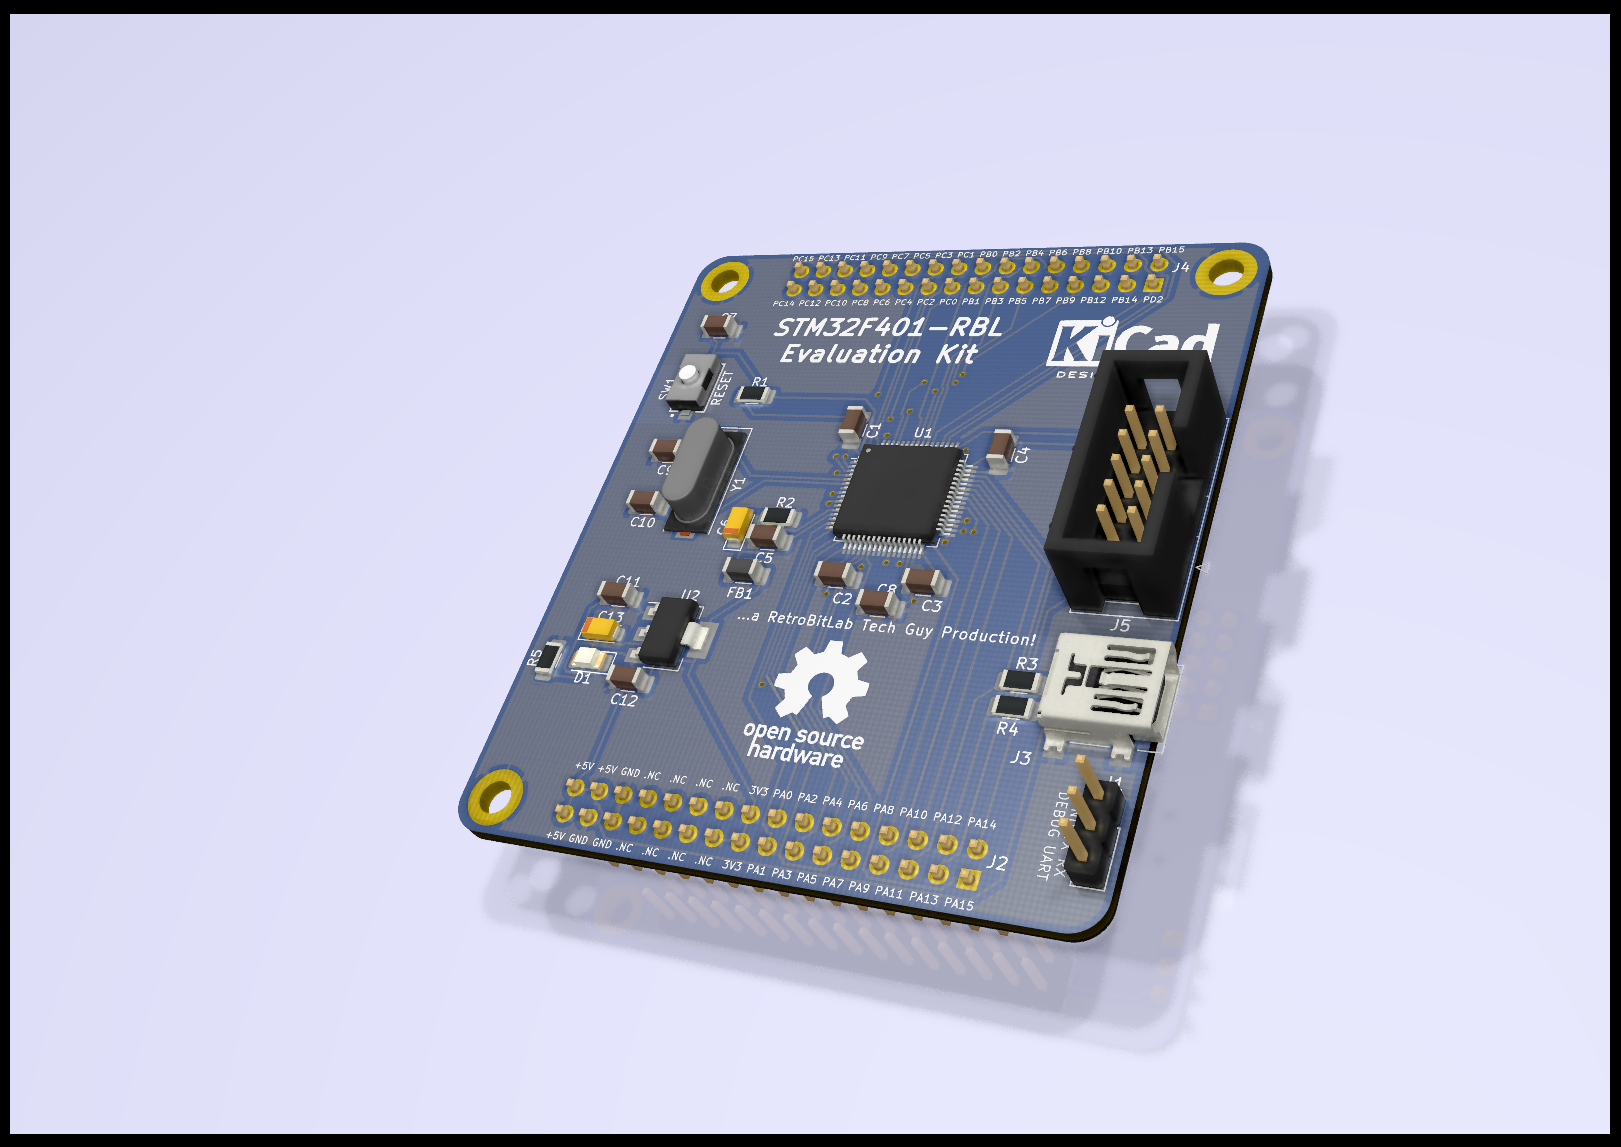 PC15 PC13 PC11 PC9 PC7 PC5 PC3 PC1 PB0 PB2 PB4 PB6 PB8 PB10 PB13 PB15
J4
PC14 PC12 PC10 PC8 PC6 PC4 PC2 PC0 PB1 PB3 PB5 PB7 PB9 PB12 PB14 PD2
STM32F401-RBL
Evaluation Kit
KiCad
SW1
RESET
R1
C1
U1
C4
Y1
C10
R2
C5
FB1
C11
U2
C13
C2
C8
C3
...a RetroBitLab Tech Guy Production!
J5
R5
D1
C12
R3
R4
J3
open source
hardware
+5V +5V GND .NC .NC .NC .NC 3V3 PA0 PA2 PA4 PA6 PA8 PA10 PA12 PA14
J2
+5V GND GND .NC .NC .NC .NC 3V3 PA1 PA3 PA5 PA7 PA9 PA11 PA13 PA15
J1
RX
DEBUG UART